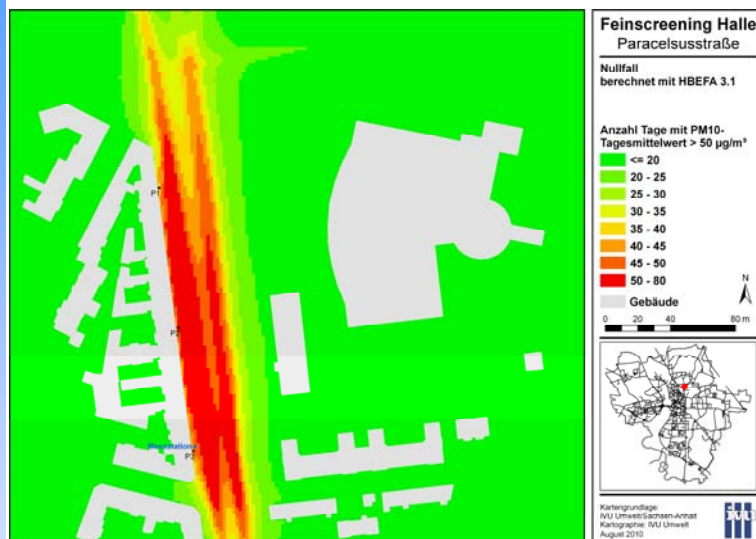 Feinscreening Halle
Paracelsusstraße
Nullfall
berechnet mit HBEFA 3.1
Anzahl Tage mit PM10-
Tagesmittelwert > 50 µg/m³
<= 20
20 - 25
25 - 30
30 - 35
35 - 40
40 - 45
45 - 50
50 - 80
Gebäude
N
0 20 40 80 m
P1
P2
Messstation
P3
Kartengrundlage:
IVU Umwelt/Sachsen-Anhalt
Kartographie: IVU Umwelt
August 2010
IVU